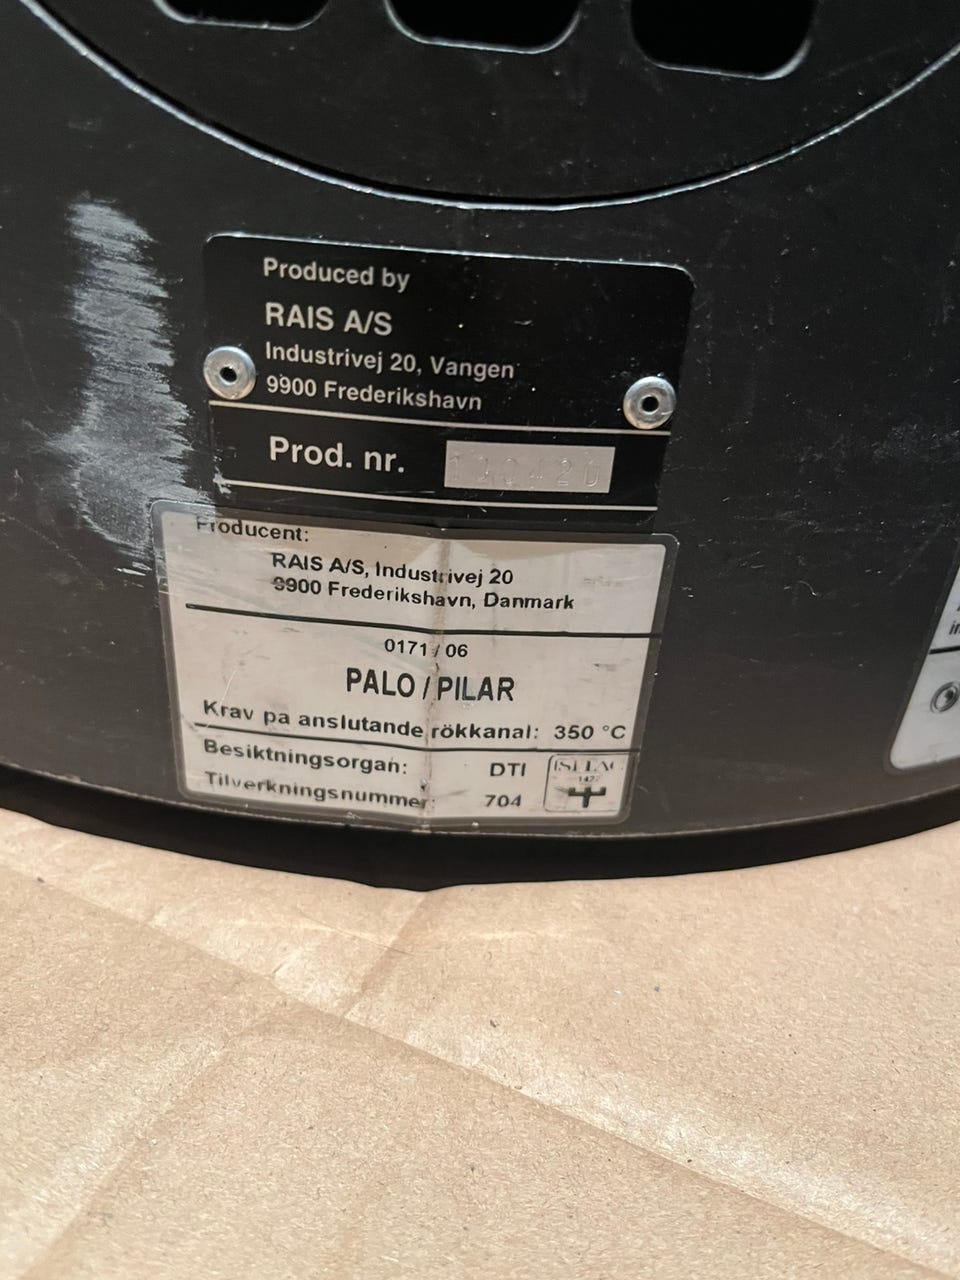 Produced by
RAIS A/S
Industrivej 20, Vangen
9900 Frederikshavn
Prod. nr.
Producent:
RAIS A/S, Industrivej 20
9900 Frederikshavn, Danmark
0171/06
PALO/PILAR
Krav pa anslutande rökkanal: 350 °C
Besiktningsorgan: DTI
Tilverkningsnummer: 704